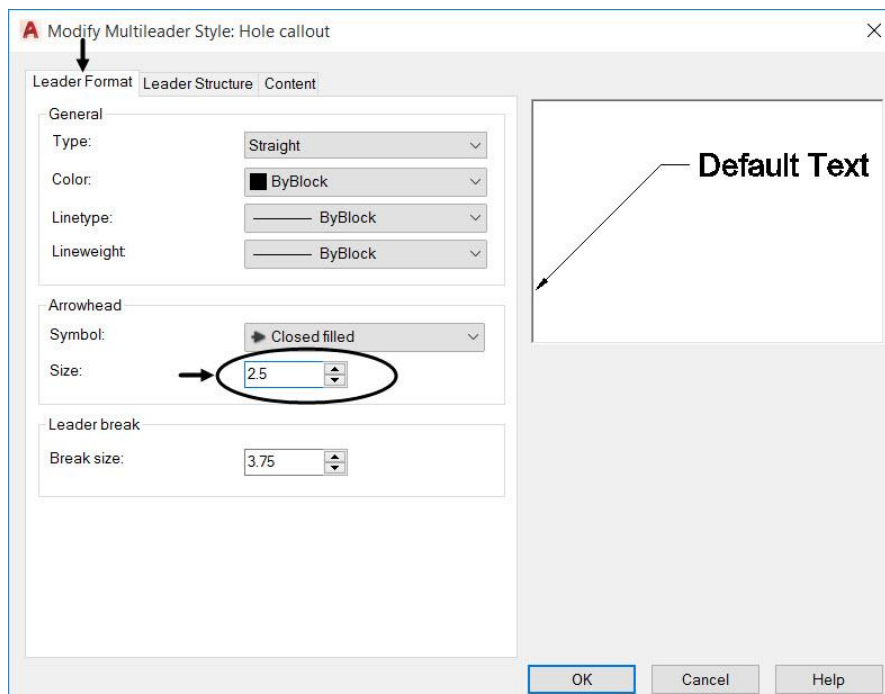 Modify Multileader Style: Hole callout
Leader Format Leader Structure Content
General
Type: Straight
Color: ByBlock
Linetype: ByBlock
Lineweight: ByBlock
Default Text
Arrowhead
Symbol: Closed filled
Size: 2.5
Leader break
Break size: 3.75
OK Cancel Help